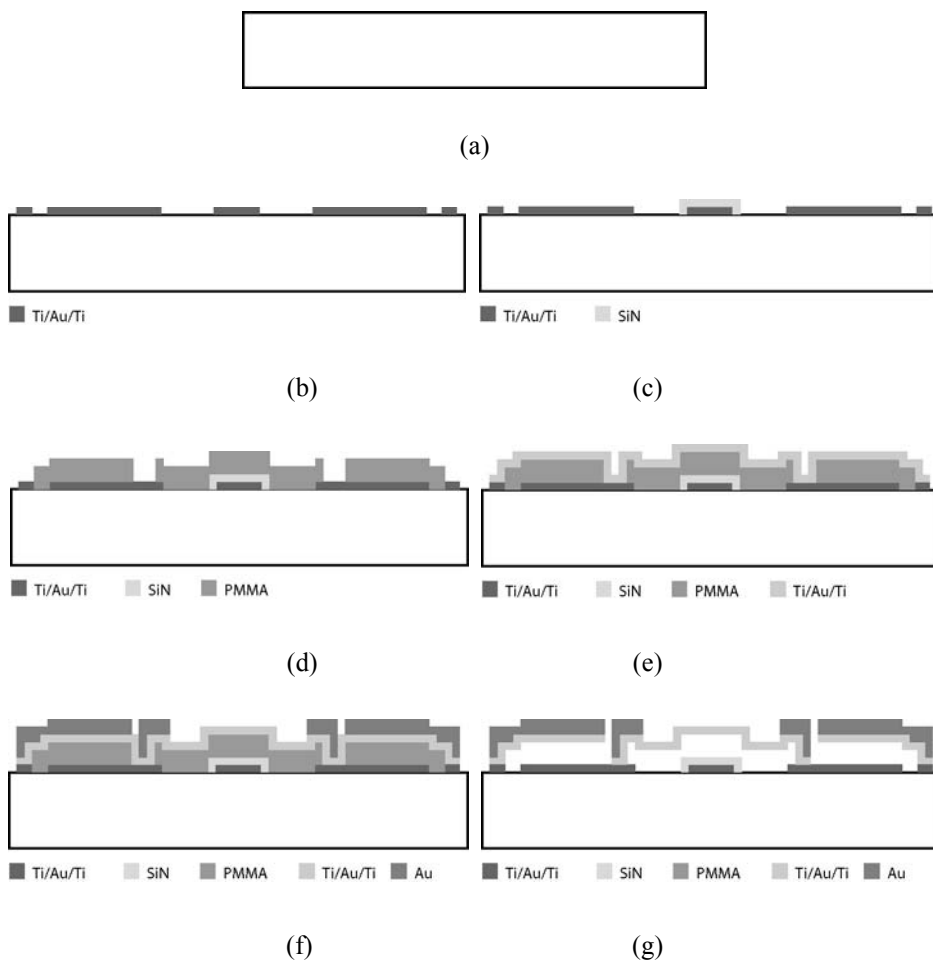 (a)
Ti/Au/Ti
Ti/Au/Ti SiN
(b) (c)
Ti/Au/Ti SiN PMMA
Ti/Au/Ti SiN PMMA Ti/Au/Ti
(d) (e)
Ti/Au/Ti SiN PMMA Ti/Au/Ti Au
Ti/Au/Ti SiN PMMA Ti/Au/Ti Au
(f) (g)